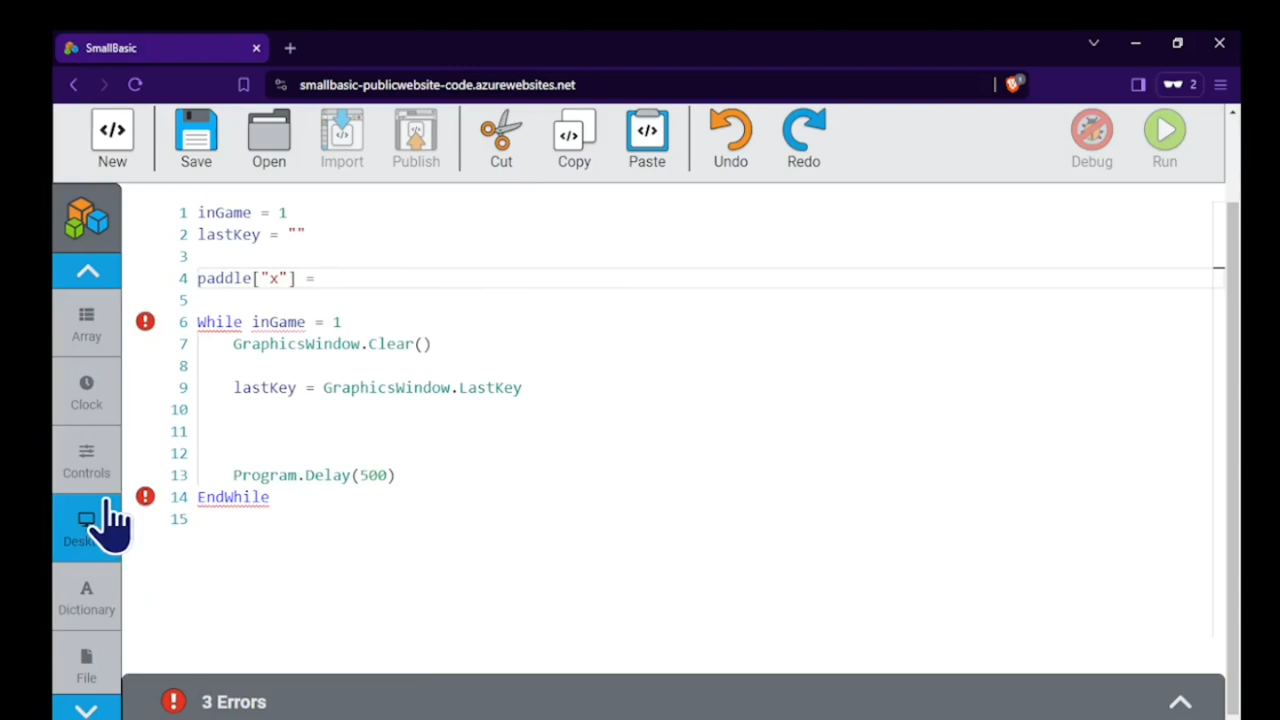 SmallBasic
smallbasic-publicwebsite-code.azurewebsites.net
2
New
Save
Open
Import
Publish
Cut
Copy
Paste
Undo
Redo
Debug
Run
Array
Clock
Controls
Dictionary
A
File
1 inGame = 1
2 lastKey = ""
3
4 paddle["x"] =
5
6 While inGame = 1
7 GraphicsWindow.Clear()
8
9 lastKey = GraphicsWindow.LastKey
10
11
12
13 Program.Delay(500)
14 EndWhile
15
3 Errors